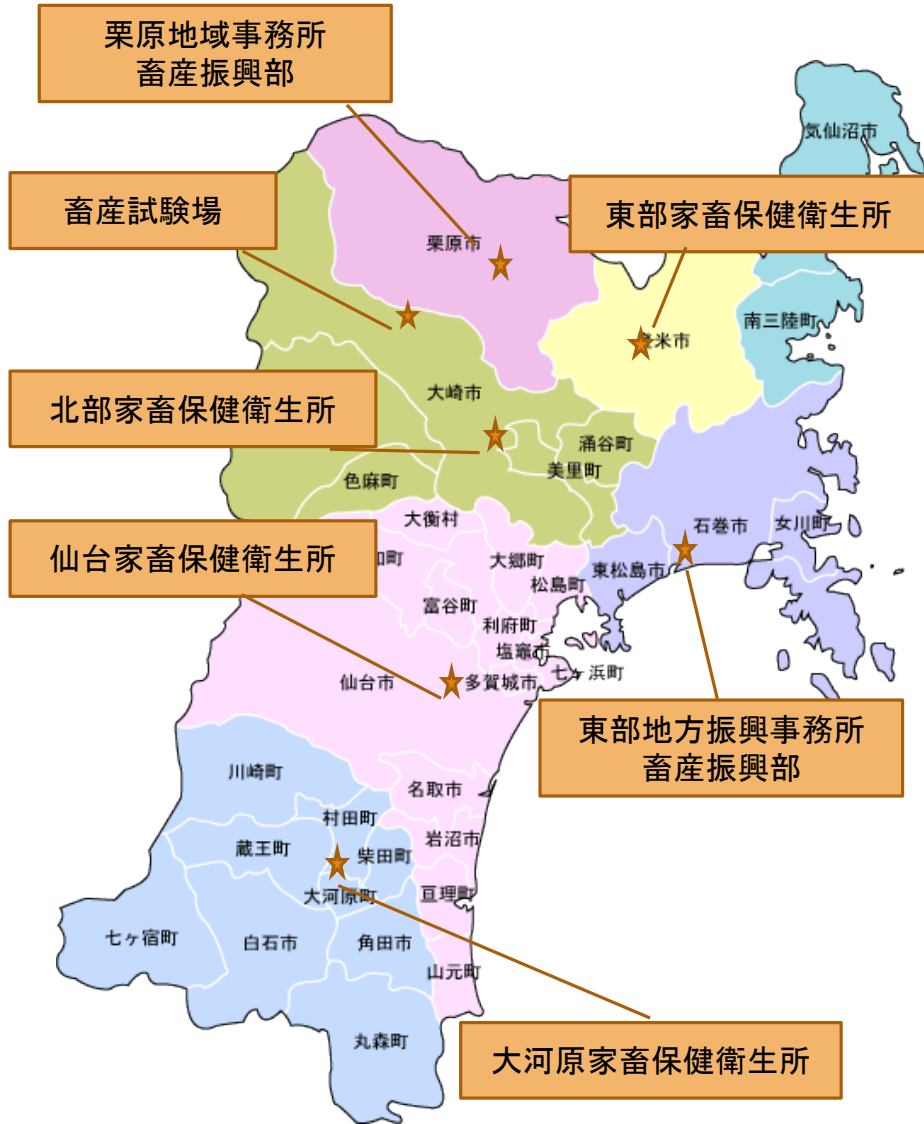 栗原地域事務所
畜産振興部
気仙沼市
畜産試験場
東部家畜保健衛生所
栗原市
南三陸町
米市
大崎市
北部家畜保健衛生所
涌谷町
美里町
色麻町
大衡村
石巻市
女川町
仙台家畜保健衛生所
和町
大郷町
東松島市
松島町
富谷町
利府町
塩竈市
七ヶ浜町
仙台市
多賀城市
東部地方振興事務所
畜産振興部
川崎町
名取市
村田町
岩沼市
蔵王町
柴田町
大河原町
亘理町
七ヶ宿町
白石市
角田市
山元町
丸森町
大河原家畜保健衛生所